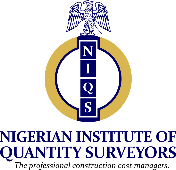 N
I
Q
S
NIGERIAN INSTITUTE OF
QUANTITY SURVEYORS
The professional construction cost managers.